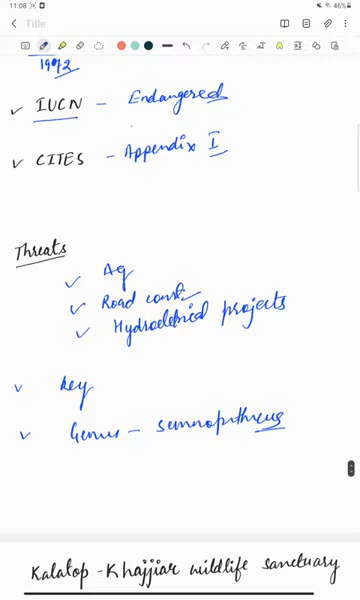 11:08 46%
Title
1972
✓ IUCN - Endangered
✓ CITES - Appendix I
Threats
✓ Ag
✓ Road const
✓ Hydroelectric projects
✓ key
✓ Genus - semnopithecus
Kalatop - Khajjiar wildlife sanctuary